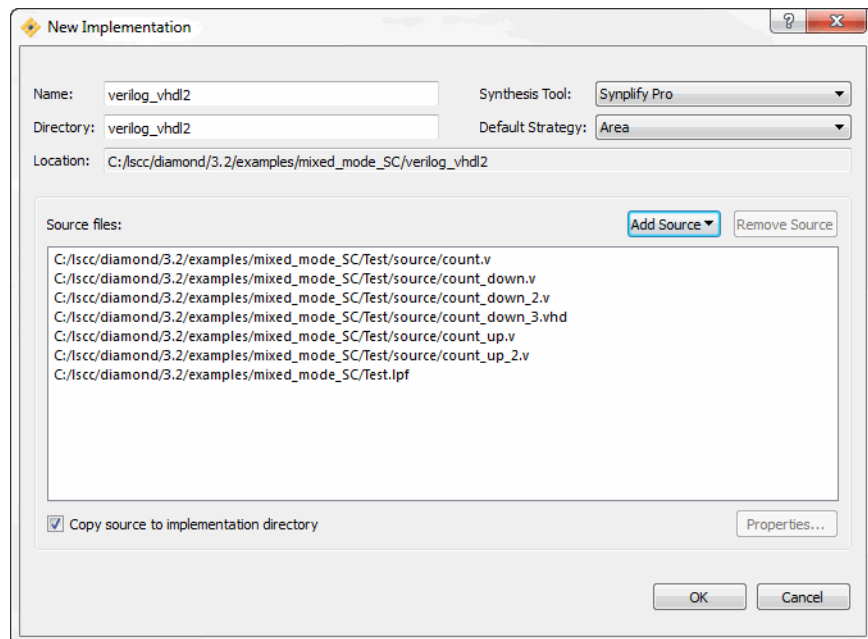 New Implementation
Name: verilog_vhdl2 Synthesis Tool: Synplify Pro
Directory: verilog_vhdl2 Default Strategy: Area
Location: C:/lscc/diamond/3.2/examples/mixed_mode_SC/verilog_vhdl2
Source files: Add Source Remove Source
C:/lscc/diamond/3.2/examples/mixed_mode_SC/Test/source/count.v
C:/lscc/diamond/3.2/examples/mixed_mode_SC/Test/source/count_down.v
C:/lscc/diamond/3.2/examples/mixed_mode_SC/Test/source/count_down_2.v
C:/lscc/diamond/3.2/examples/mixed_mode_SC/Test/source/count_down_3.vhd
C:/lscc/diamond/3.2/examples/mixed_mode_SC/Test/source/count_up.v
C:/lscc/diamond/3.2/examples/mixed_mode_SC/Test/source/count_up_2.v
C:/lscc/diamond/3.2/examples/mixed_mode_SC/Test.lpf
Copy source to implementation directory Properties...
OK Cancel